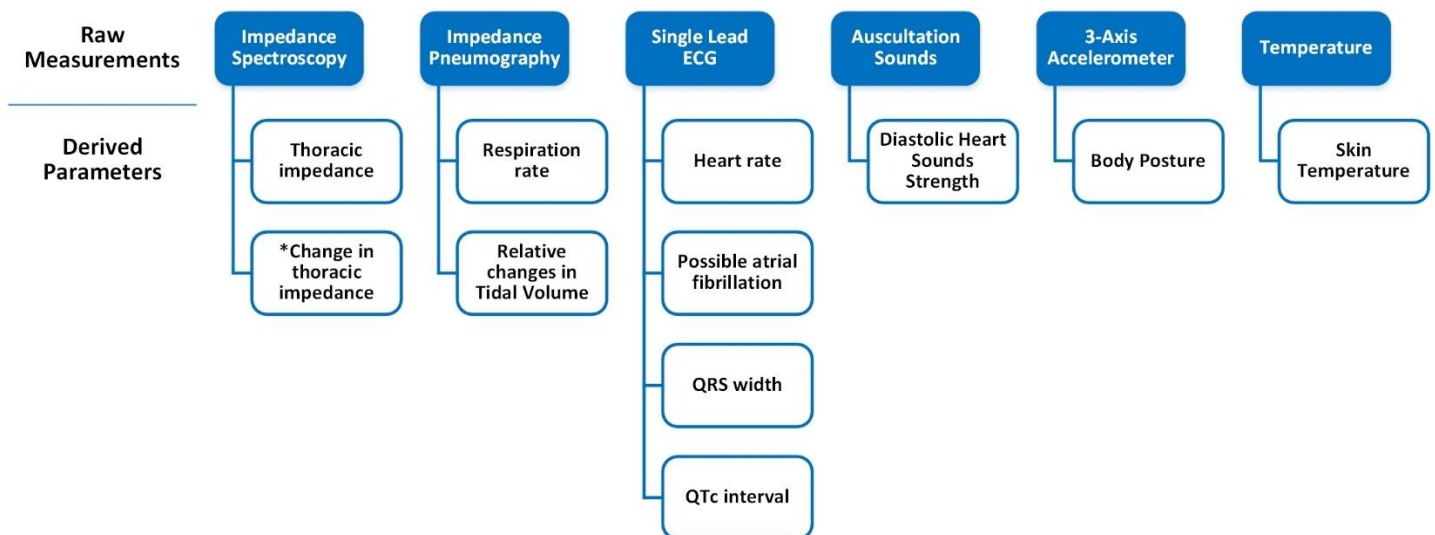 Raw
Measurements
Impedance
Spectroscopy
Impedance
Pneumography
Single Lead
ECG
Auscultation
Sounds
3-Axis
Accelerometer
Temperature
Derived
Parameters
Thoracic
impedance
Respiration
rate
Heart rate
Diastolic Heart
Sounds
Strength
Body Posture
Skin
Temperature
*Change in
thoracic
impedance
Relative
changes in
Tidal Volume
Possible atrial
fibrillation
QRS width
QTc interval